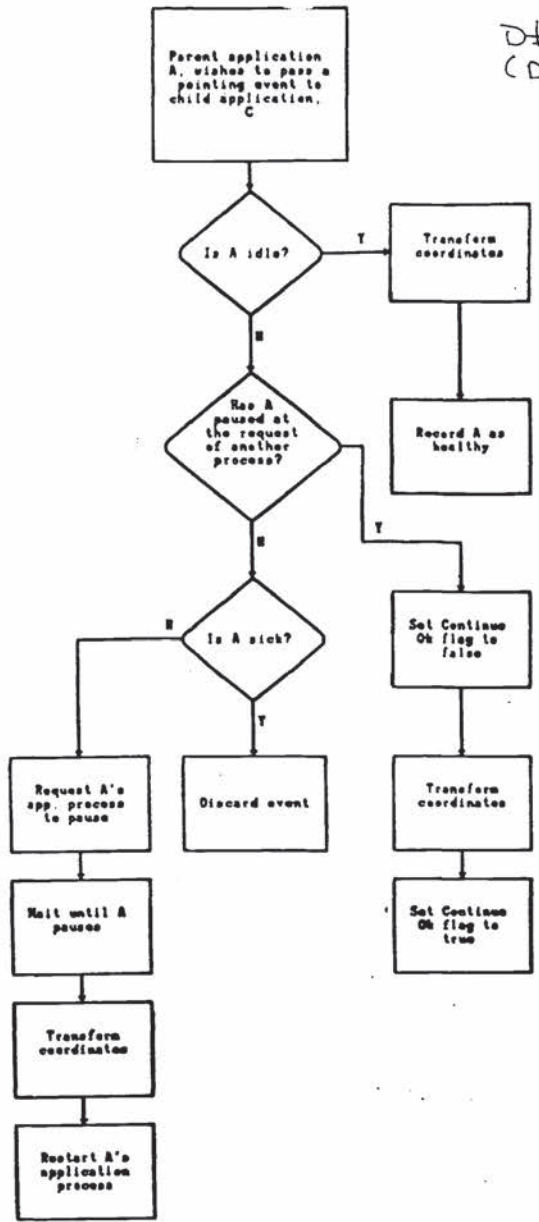 Parent application
A, wishes to pass a
pointing event to
child application,
C
Is A idle?
Y
Transform
coordinates
N
Has A
paused at
the request
of another
process?
Record A as
healthy
Y
N
Is A sick?
N
Set Continue
Ok flag to
false
Y
Request A's
app. process
to pause
Discard event
Transform
coordinates
Wait until A
pauses
Set Continue
Ok flag to
true
Transform
coordinates
Restart A's
application
process